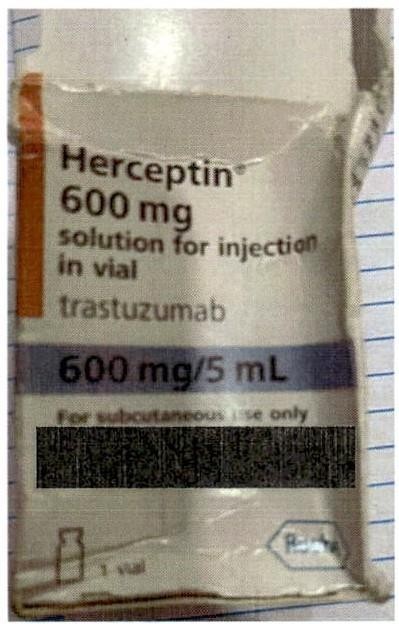 Herceptin®
600 mg
solution for injection
in vial
trastuzumab
600 mg/5 mL
For subcutaneous use only
Roche
1 vial